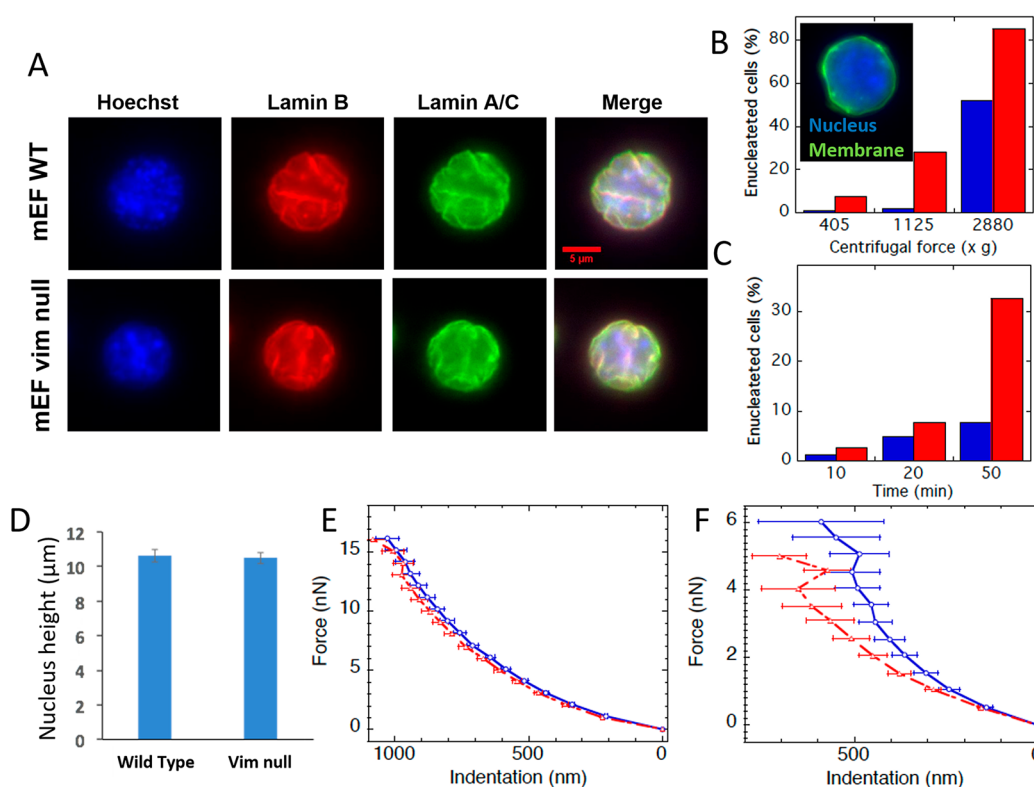 A
Hoechst
Lamin B
Lamin A/C
Merge
mEF WT
5 µm
mEF vim null
B
Enucleateted cells (%)
80
60
40
20
0
Nucleus
Membrane
405
1125
2880
Centrifugal force (x g)
C
Enucleateted cells (%)
30
10
0
10
20
50
Time (min)
D
Nucleus height (µm)
12
10
8
6
4
2
0
Wild Type
Vim null
E
Force (nN)
15
10
5
0
1000
500
0
Indentation (nm)
F
Force (nN)
6
4
2
0
500
Indentation (nm)